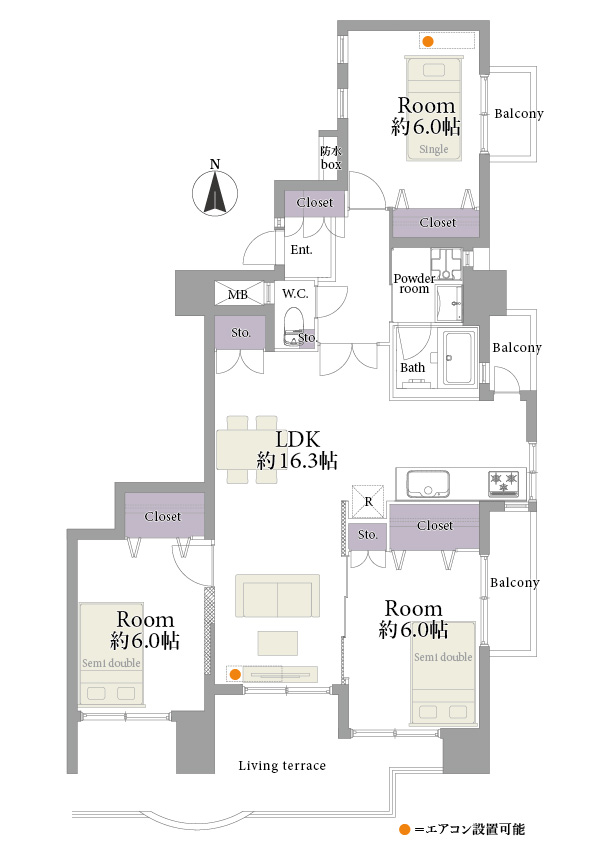 Room
約6.0帖
Single
Balcony
防水
box
N
Closet
Closet
Ent.
Powder
room
MB
W.C.
Sto.
Sto.
Balcony
Bath
LDK
約16.3帖
R
Closet
Closet
Sto.
Balcony
Room
約6.0帖
Room
約6.0帖
Semi double
Semi double
Living terrace
=エアコン設置可能